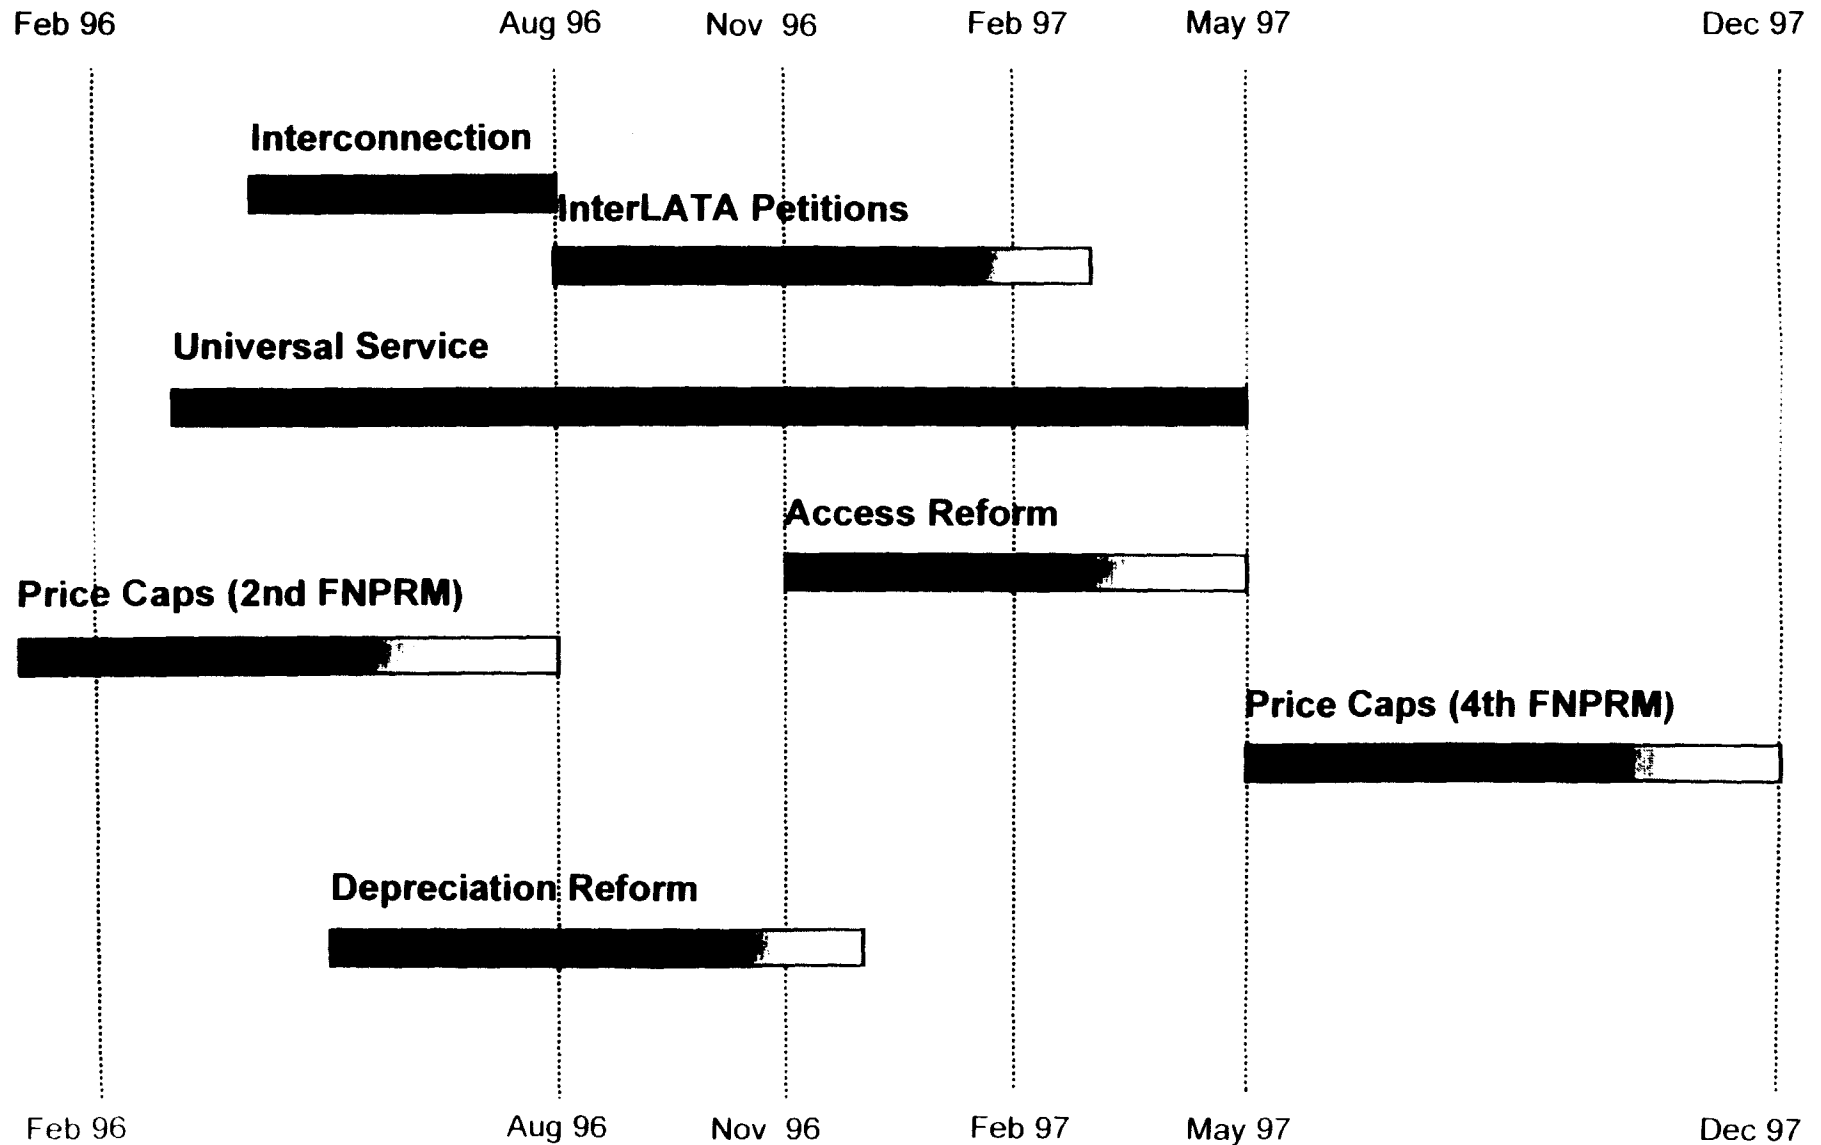 Feb 96 Aug 96 Nov 96 Feb 97 May 97 Dec 97
Interconnection
InterLATA Petitions
Universal Service
Access Reform
Price Caps (2nd FNPRM)
Price Caps (4th FNPRM)
Depreciation Reform
Feb 96 Aug 96 Nov 96 Feb 97 May 97 Dec 97